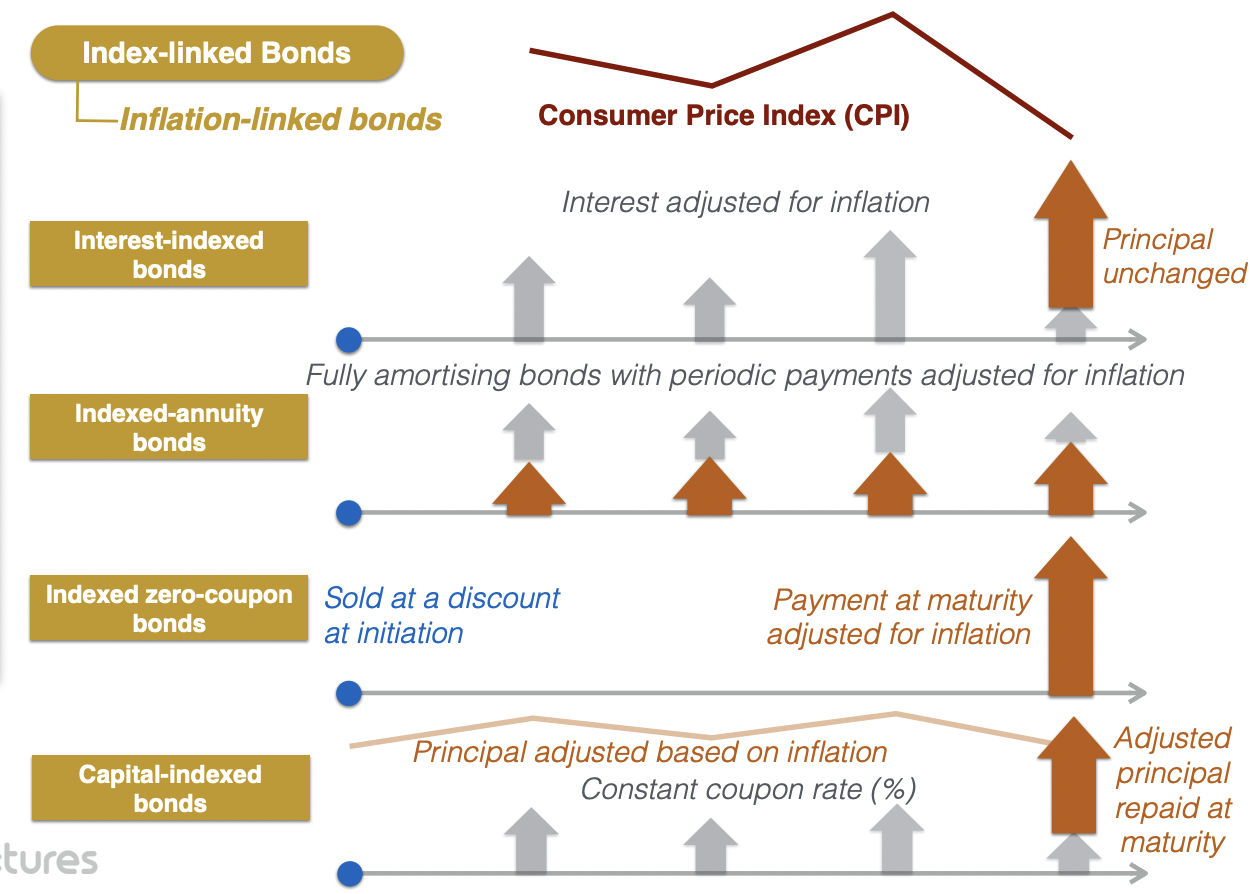 Index-linked Bonds
Inflation-linked bonds
Consumer Price Index (CPI)
Interest adjusted for inflation
Interest-indexed
bonds
Principal
unchanged
Fully amortising bonds with periodic payments adjusted for inflation
Indexed-annuity
bonds
Indexed zero-coupon
bonds
Sold at a discount
at initiation
Payment at maturity
adjusted for inflation
Capital-indexed
bonds
Principal adjusted based on inflation
Constant coupon rate (%)
Adjusted
principal
repaid at
maturity